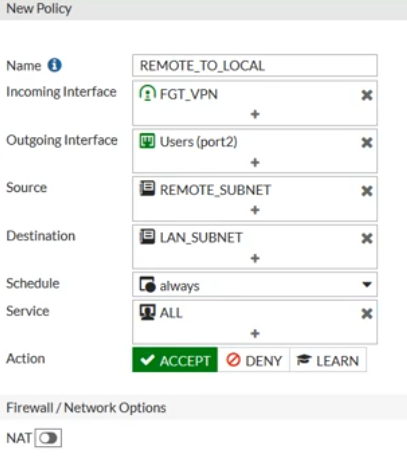 New Policy
Name REMOTE_TO_LOCAL
Incoming Interface FGT_VPN
+
Outgoing Interface Users (port2)
+
Source REMOTE_SUBNET
+
Destination LAN_SUBNET
+
Schedule always
Service ALL
+
Action ACCEPT DENY LEARN
Firewall / Network Options
NAT